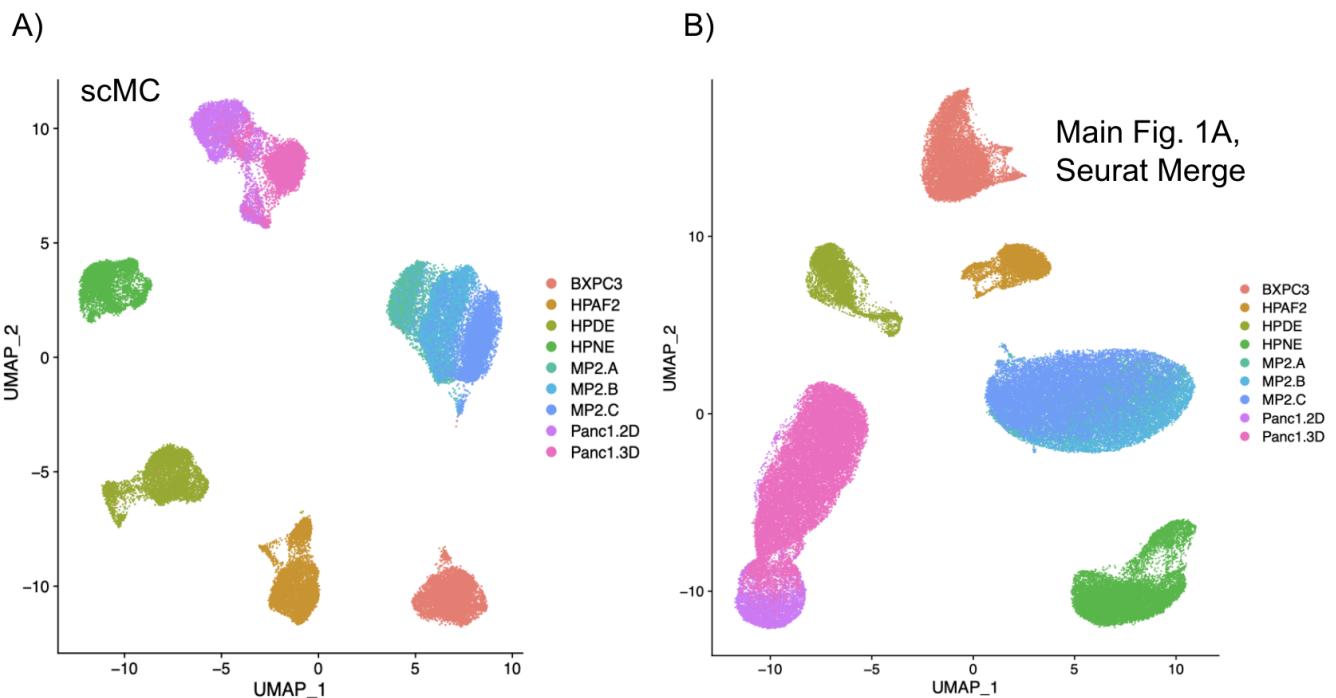 A)
scMC
10
5
0
−5
−10
UMAP_2
−10
−5
0
5
10
UMAP_1
BXPC3
HPAF2
HPDE
HPNE
MP2.A
MP2.B
MP2.C
Panc1.2D
Panc1.3D
B)
Main Fig. 1A,
Seurat Merge
10
0
−10
UMAP_2
−10
−5
0
5
10
UMAP_1
BXPC3
HPAF2
HPDE
HPNE
MP2.A
MP2.B
MP2.C
Panc1.2D
Panc1.3D